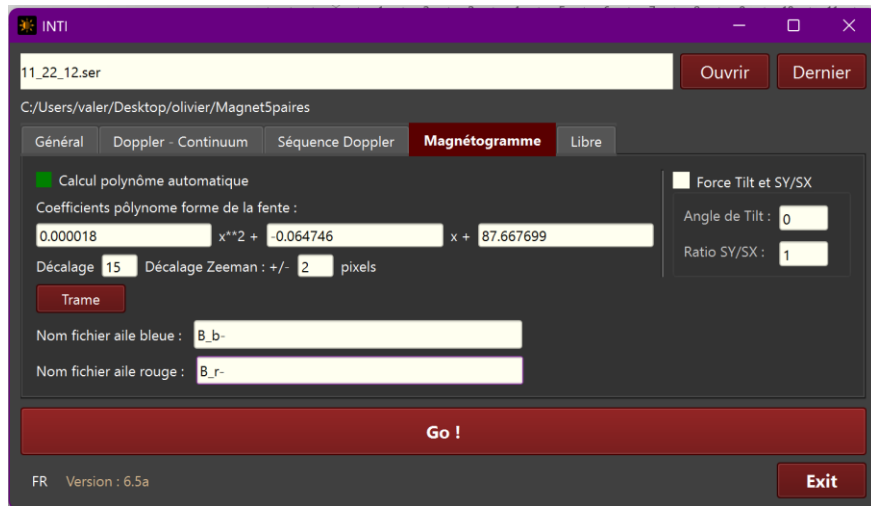 INTI
11_22_12.ser Ouvrir Dernier
C:/Users/valer/Desktop/olivier/Magnet5paires
Général Doppler - Continuum Séquence Doppler Magnétogramme Libre
Calcul polynôme automatique
Coefficients pôlynome forme de la fente :
0.000018 x**2 + -0.064746 x + 87.667699
Décalage 15 Décalage Zeeman : +/- 2 pixels
Trame
Nom fichier aile bleue : B_b-
Nom fichier aile rouge : B_r-
Force Tilt et SY/SX
Angle de Tilt : 0
Ratio SY/SX : 1
Go !
FR Version : 6.5a Exit